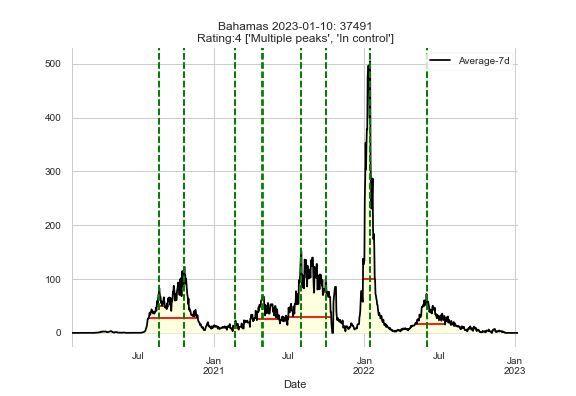 Bahamas 2023-01-10: 37491
Rating:4 ['Multiple peaks', 'In control']
Average-7d
500
400
300
200
100
0
Jul
Jan
2021
Jul
Jan
2022
Jul
Jan
2023
Date